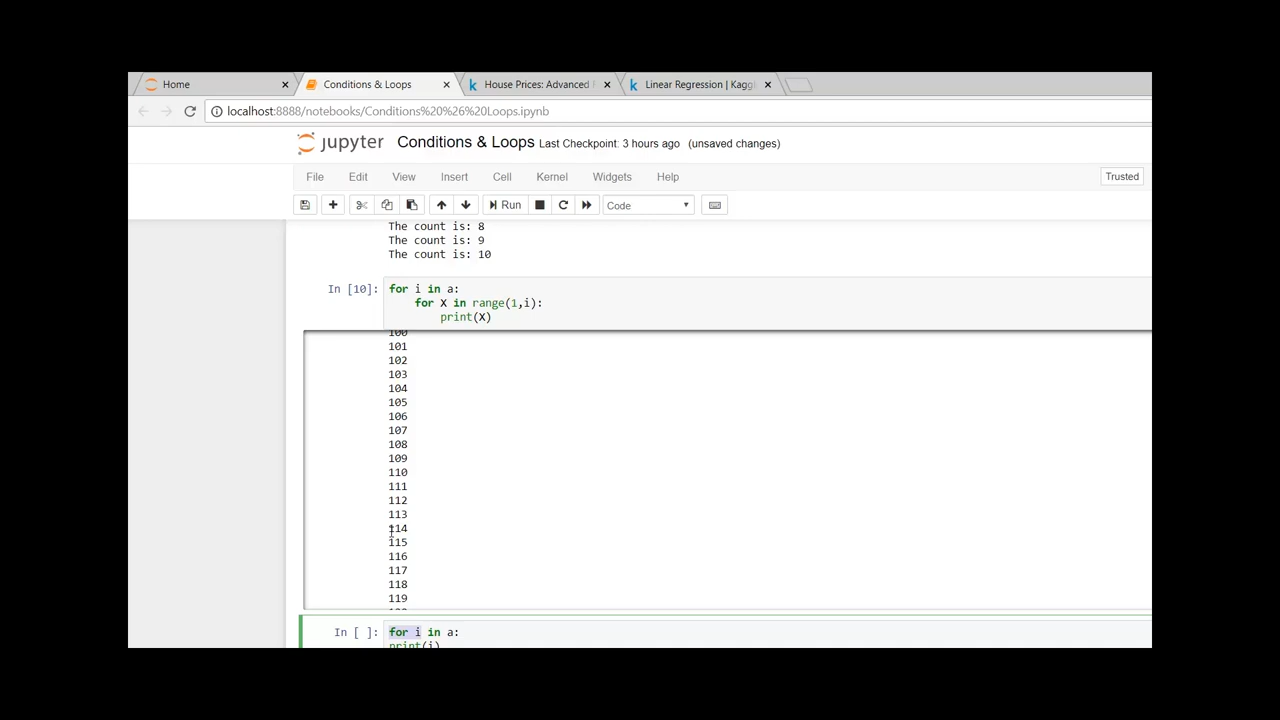 Home
Conditions & Loops
House Prices: Advanced
Linear Regression | Kagg
localhost:8888/notebooks/Conditions%20%26%20Loops.ipynb
jupyter Conditions & Loops Last Checkpoint: 3 hours ago (unsaved changes)
File Edit View Insert Cell Kernel Widgets Help Trusted
Run Code
The count is: 8
The count is: 9
The count is: 10
In [10]: for i in a:
for X in range(1,i):
print(X)
100
101
102
103
104
105
106
107
108
109
110
111
112
113
114
115
116
117
118
119
In [ ]: for i in a:
print(i)